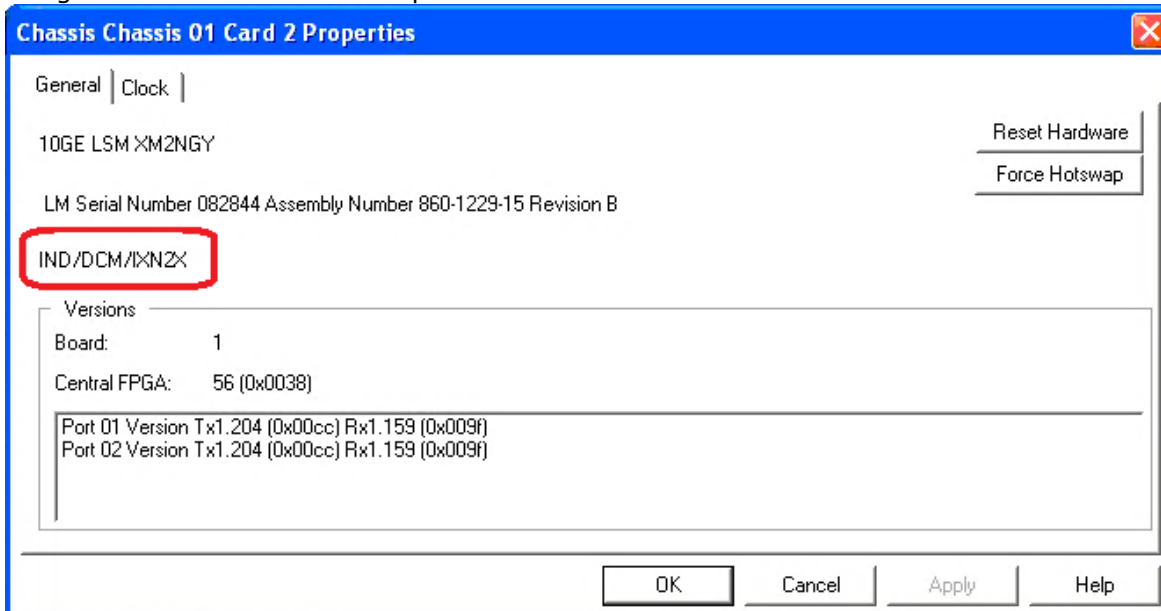 Chassis Chassis 01 Card 2 Properties
General
Clock
10GE LSM XM2NGY
Reset Hardware
Force Hotswap
LM Serial Number 082844 Assembly Number 860-1229-15 Revision B
IND/DCM/IXN2X
Versions
Board: 1
Central FPGA: 56 (0x0038)
Port 01 Version Tx1.204 (0x00cc) Rx1.159 (0x009f)
Port 02 Version Tx1.204 (0x00cc) Rx1.159 (0x009f)
OK Cancel Apply Help